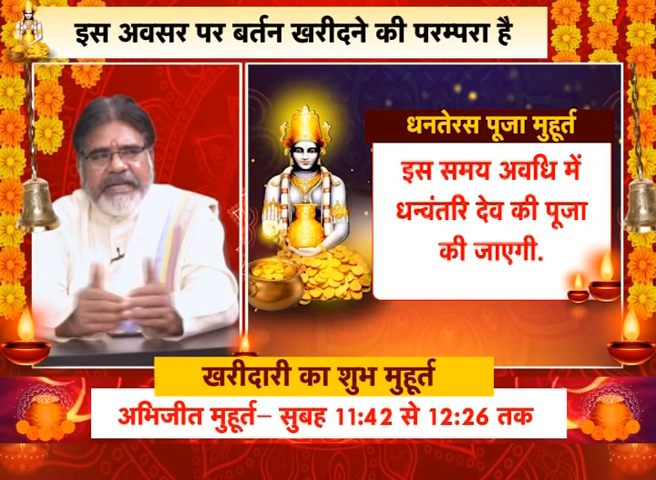 इस अवसर पर बर्तन खरीदने की परम्परा है
धनतेरस पूजा मुहूर्त
इस समय अवधि में
धन्वंतरि देव की पूजा
की जाएगी.
खरीदारी का शुभ मुहूर्त
अभिजीत मुहूर्त– सुबह 11:42 से 12:26 तक